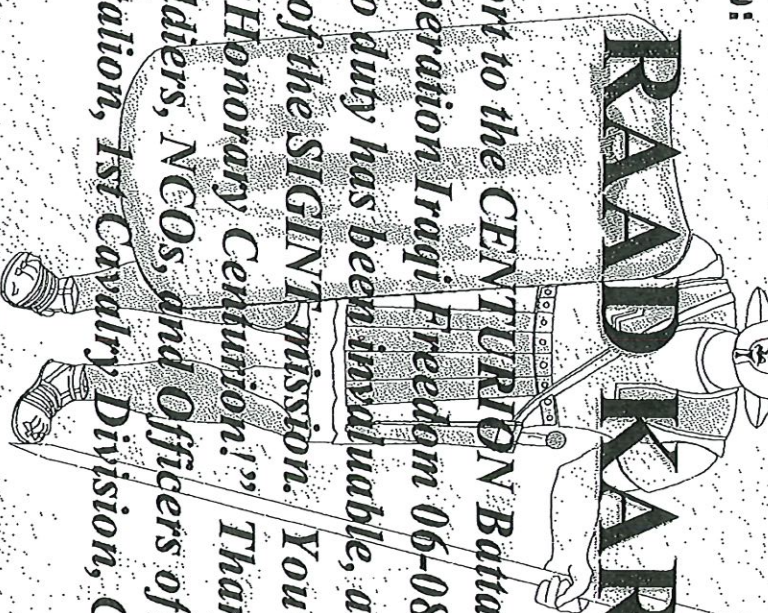 :
RAAD KAR
rt to the CENTURION Batta
peration Iraqi Freedom 06-08
o duty has been invaluable, a
of the SIGINT mission. You
Honorary Centurion!” Than
ldiers, NCOs, and Officers of
alion, 1st Cavalry Division, C